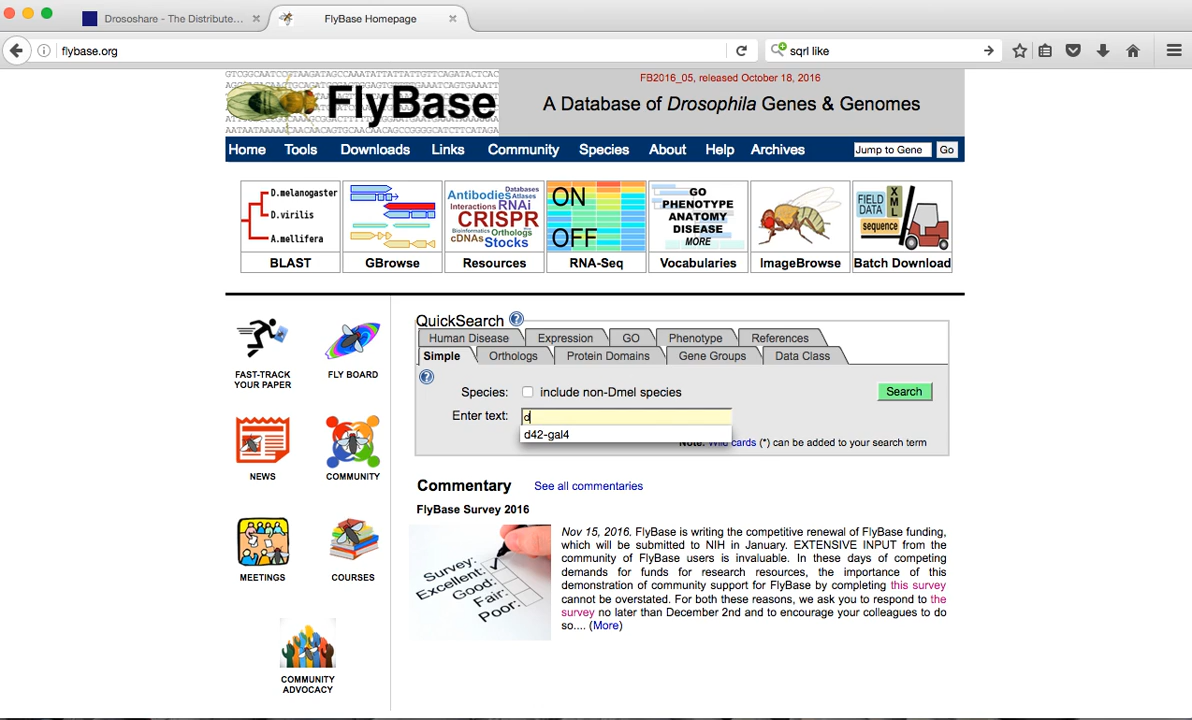 Drososhare - The Distribute...
FlyBase Homepage
flybase.org
sqrl like
FlyBase
FB2016_05, released October 18, 2016
A Database of Drosophila Genes & Genomes
Home Tools Downloads Links Community Species About Help Archives Jump to Gene Go
D.melanogaster
D.virilis
A.mellifera
BLAST
GBrowse
Antibodies Databases Atlases
Interactions RNAi
CRISPR
Bioinformatics Orthologs
cDNAs Stocks
Resources
ON
OFF
RNA-Seq
GO
PHENOTYPE
ANATOMY
DISEASE
MORE
Vocabularies
ImageBrowse
FIELD DATA
XML
sequence
Batch Download
FAST-TRACK
YOUR PAPER
FLY BOARD
NEWS
COMMUNITY
MEETINGS
COURSES
COMMUNITY
ADVOCACY
QuickSearch
Human Disease Expression GO Phenotype References
Simple Orthologs Protein Domains Gene Groups Data Class
Species: include non-Dmel species Search
Enter text: d
d42-gal4
Note: Wild cards (*) can be added to your search term
Commentary See all commentaries
FlyBase Survey 2016
Survey:
Excellent:
Good:
Fair:
Poor:
Nov 15, 2016. FlyBase is writing the competitive renewal of FlyBase funding,
which will be submitted to NIH in January. EXTENSIVE INPUT from the
community of FlyBase users is invaluable. In these days of competing
demands for funds for research resources, the importance of this
demonstration of community support for FlyBase by completing this survey
cannot be overstated. For both these reasons, we ask you to respond to the
survey no later than December 2nd and to encourage your colleagues to do
so.... (More)